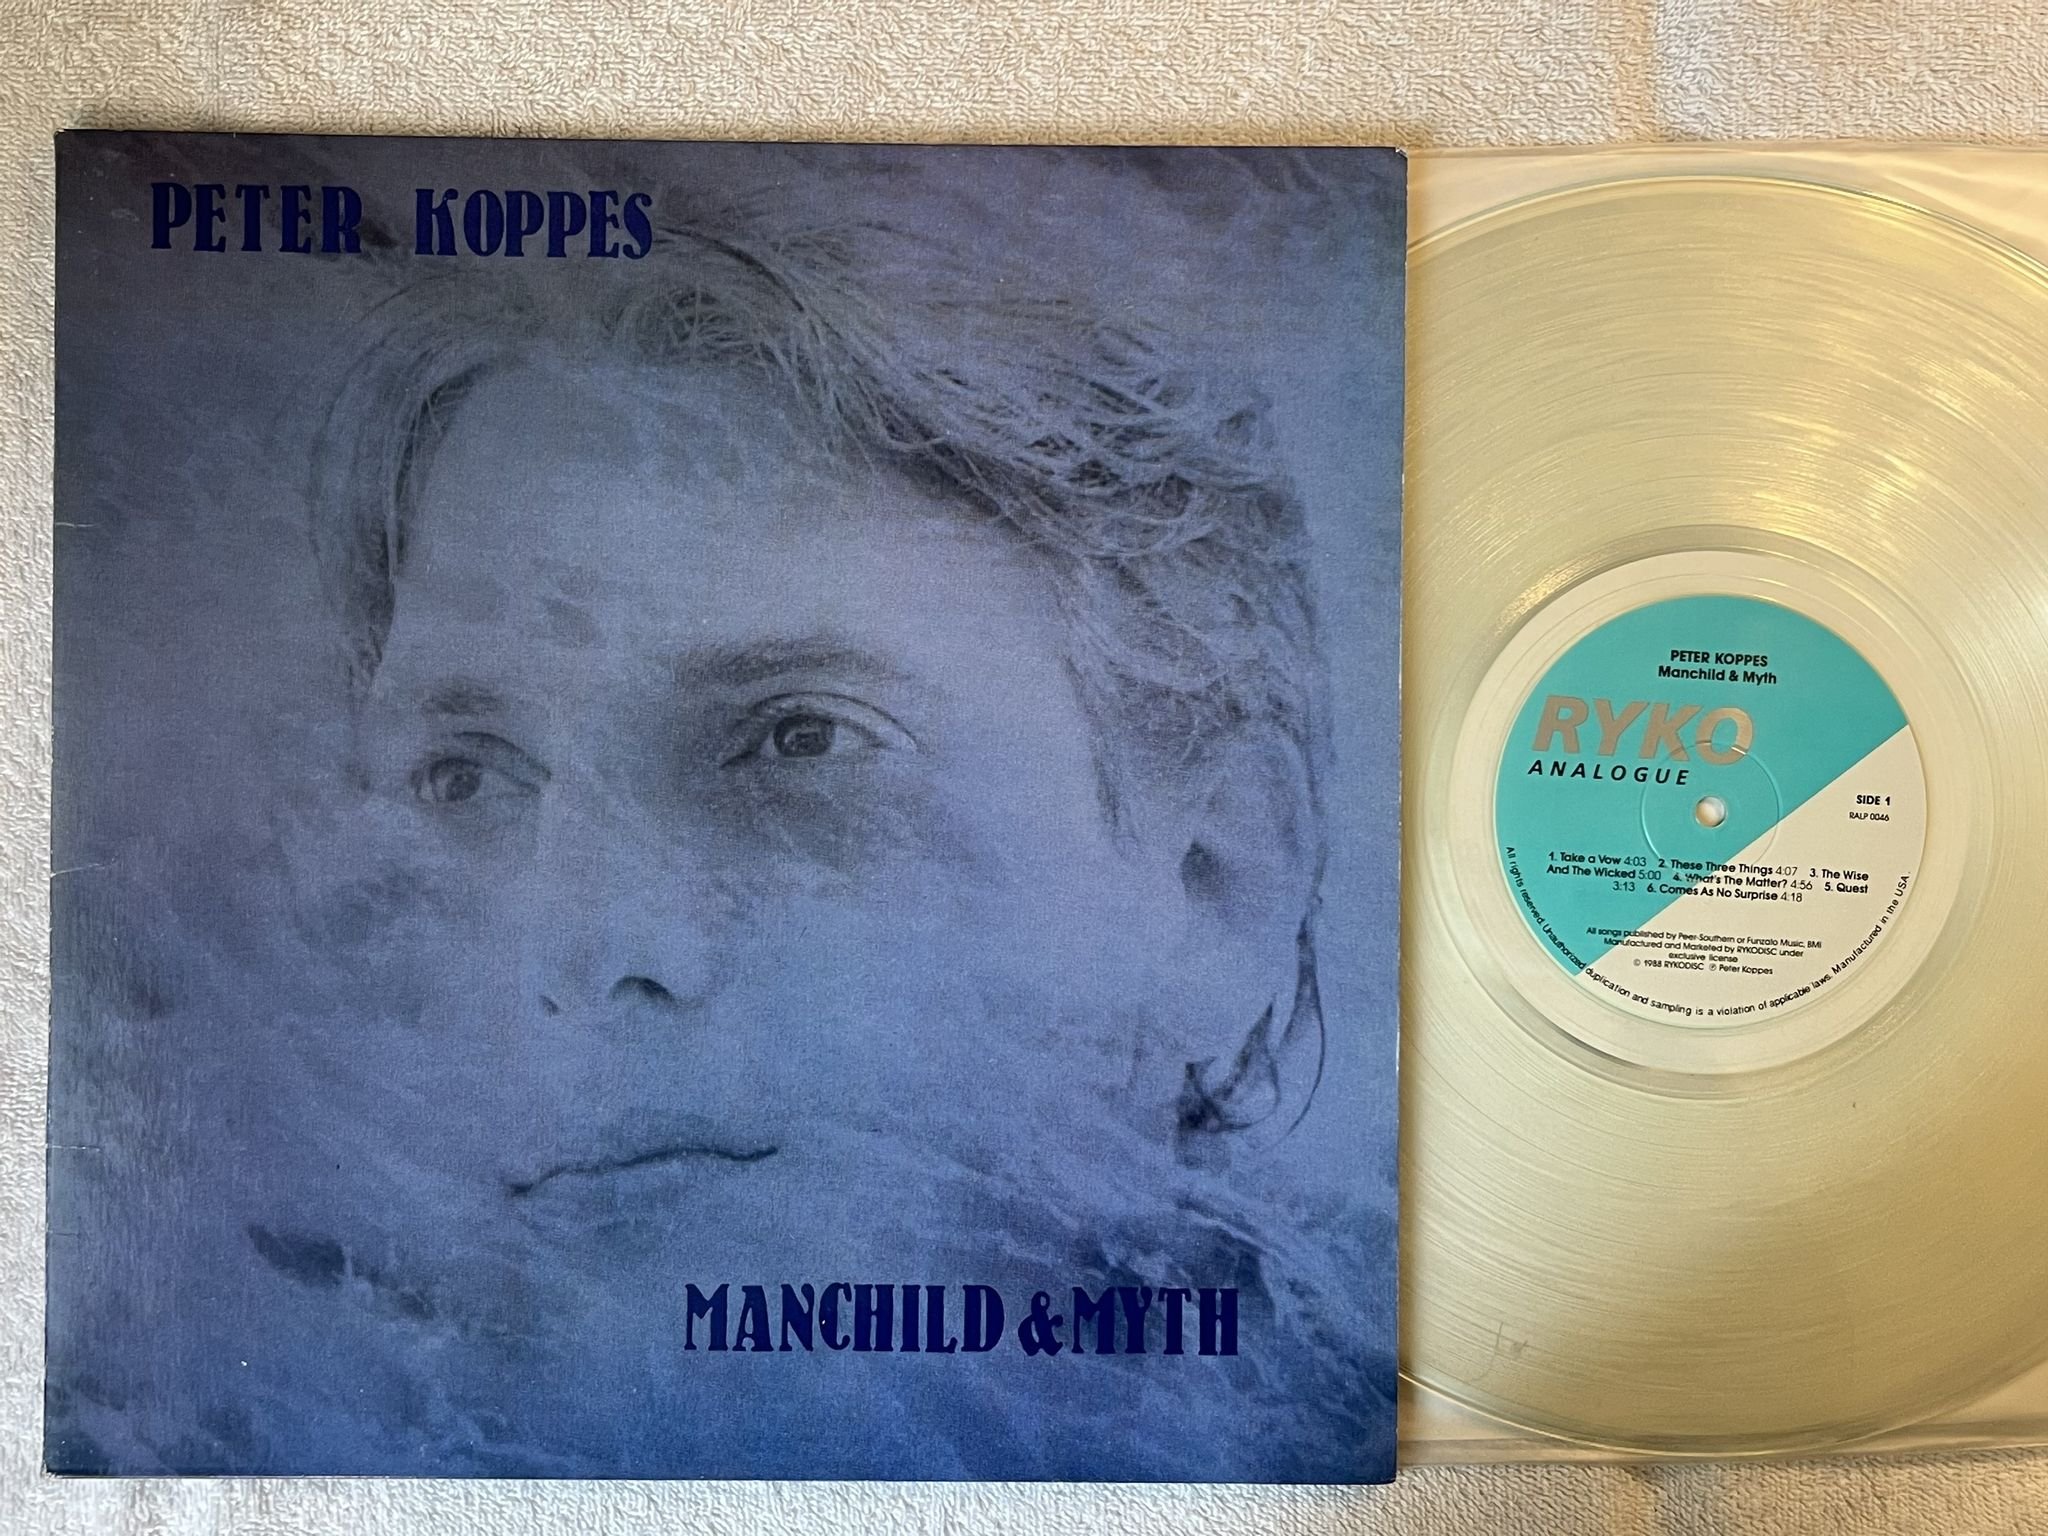 PETER KOPPES
MANCHILD & MYTH
PETER KOPPES
Manchild & Myth
RYKO
ANALOGUE
SIDE 1
RALP 0046
1. Take a Vow 4:03 2. These Three Things 4:07 3. The Wise
And The Wicked 5:00 4. What's The Matter? 4:56 5. Quest
3:13 6. Comes As No Surprise 4:18
All songs published by Peer-Southern or Funzalo Music, BMI
Manufactured and Marketed by RYKODISC under
exclusive license
© 1988 RYKODISC ℗ Peter Koppes
All rights reserved. Unauthorized duplication and sampling is a violation of applicable laws. Manufactured in the USA.